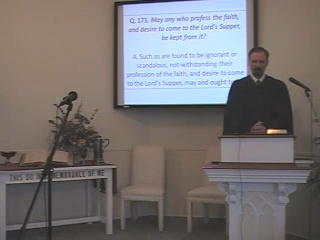 Q. 173. May any who profess the faith,
and desire to come to the Lord's Supper,
be kept from it?
A. Such as are found to be ignorant or
scandalous, not-withstanding their
profession of the faith, and desire to come
to the Lord's Supper, may and ought
THIS DO IN REMEMBRANCE OF ME